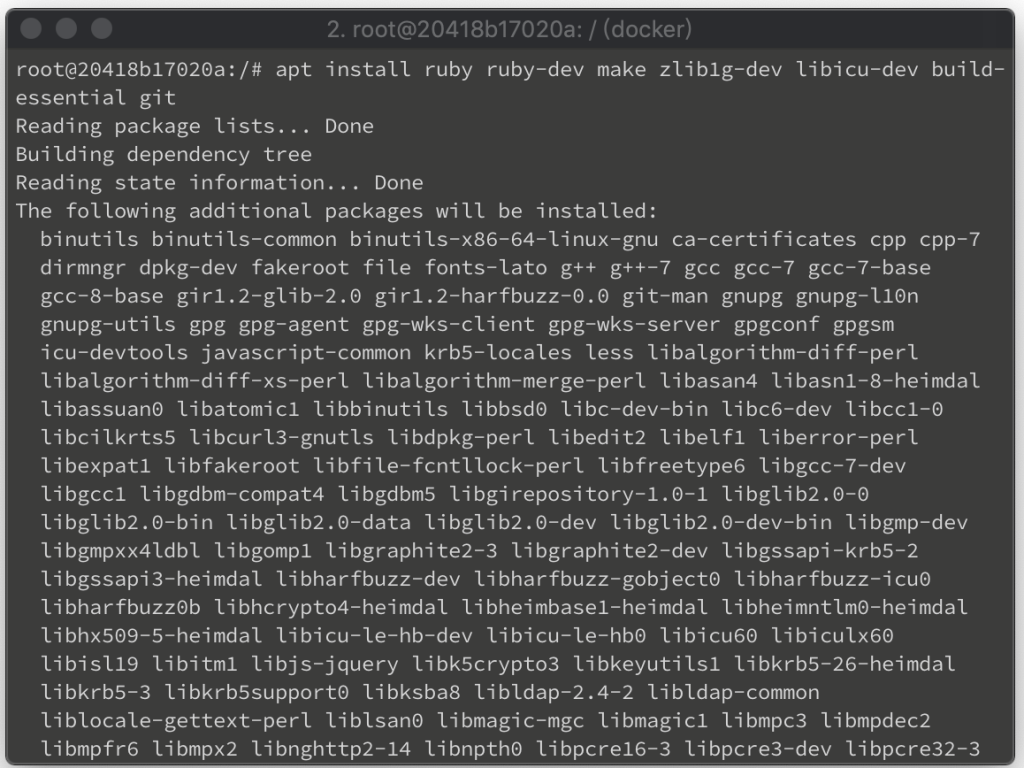 2. root@20418b17020a: / (docker)
root@20418b17020a:/# apt install ruby ruby-dev make zlib1g-dev libicu-dev build-
essential git
Reading package lists... Done
Building dependency tree
Reading state information... Done
The following additional packages will be installed:
  binutils binutils-common binutils-x86-64-linux-gnu ca-certificates cpp cpp-7
  dirmngr dpkg-dev fakeroot file fonts-lato g++ g++-7 gcc gcc-7 gcc-7-base
  gcc-8-base gir1.2-glib-2.0 gir1.2-harfbuzz-0.0 git-man gnupg gnupg-l10n
  gnupg-utils gpg gpg-agent gpg-wks-client gpg-wks-server gpgconf gpgsm
  icu-devtools javascript-common krb5-locales less libalgorithm-diff-perl
  libalgorithm-diff-xs-perl libalgorithm-merge-perl libasan4 libasn1-8-heimdal
  libassuan0 libatomic1 libbinutils libbsd0 libc-dev-bin libc6-dev libcc1-0
  libcilkrts5 libcurl3-gnutls libdpkg-perl libedit2 libelf1 liberror-perl
  libexpat1 libfakeroot libfile-fcntllock-perl libfreetype6 libgcc-7-dev
  libgcc1 libgdbm-compat4 libgdbm5 libgirepository-1.0-1 libglib2.0-0
  libglib2.0-bin libglib2.0-data libglib2.0-dev libglib2.0-dev-bin libgmp-dev
  libgmpxx4ldbl libgomp1 libgraphite2-3 libgraphite2-dev libgssapi-krb5-2
  libgssapi3-heimdal libharfbuzz-dev libharfbuzz-gobject0 libharfbuzz-icu0
  libharfbuzz0b libhcrypto4-heimdal libheimbase1-heimdal libheimntlm0-heimdal
  libhx509-5-heimdal libicu-le-hb-dev libicu-le-hb0 libicu60 libiculx60
  libisl19 libitm1 libjs-jquery libk5crypto3 libkeyutils1 libkrb5-26-heimdal
  libkrb5-3 libkrb5support0 libksba8 libldap-2.4-2 libldap-common
  liblocale-gettext-perl liblsan0 libmagic-mgc libmagic1 libmpc3 libmpdec2
  libmpfr6 libmpx2 libnghttp2-14 libnpth0 libpcre16-3 libpcre3-dev libpcre32-3